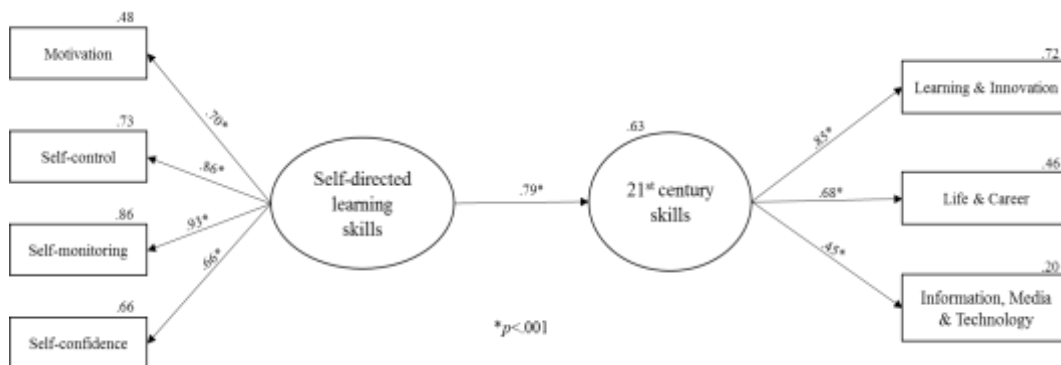 .48
Motivation
.70*
.73
Self-control
.86*
.86
Self-monitoring
.93*
.66
Self-confidence
.66*
Self-directed
learning
skills
.79*
.63
21st century
skills
*p<.001
.85*
.72
Learning & Innovation
.68*
.46
Life & Career
.45*
.20
Information, Media
& Technology